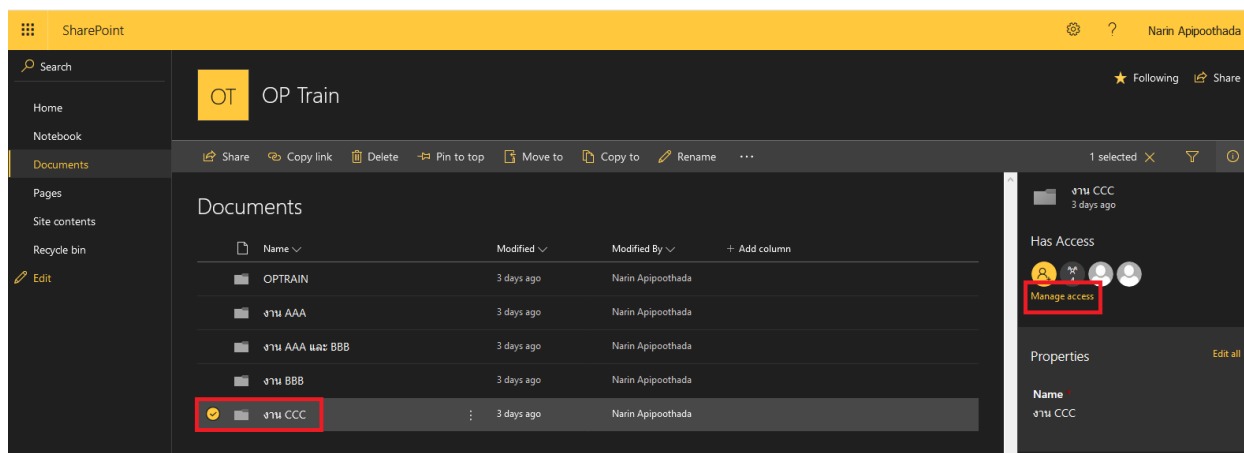 SharePoint
? Narin Apipoothada
Search
Home
Notebook
Documents
Pages
Site contents
Recycle bin
Edit
OT OP Train
Following Share
Share Copy link Delete Pin to top Move to Copy to Rename ...
1 selected
Documents
Name Modified Modified By + Add column
OPTRAIN 3 days ago Narin Apipoothada
งาน AAA 3 days ago Narin Apipoothada
งาน AAA และ BBB 3 days ago Narin Apipoothada
งาน BBB 3 days ago Narin Apipoothada
งาน CCC 3 days ago Narin Apipoothada
งาน CCC
3 days ago
Has Access
Manage access
Properties Edit all
Name *
งาน CCC